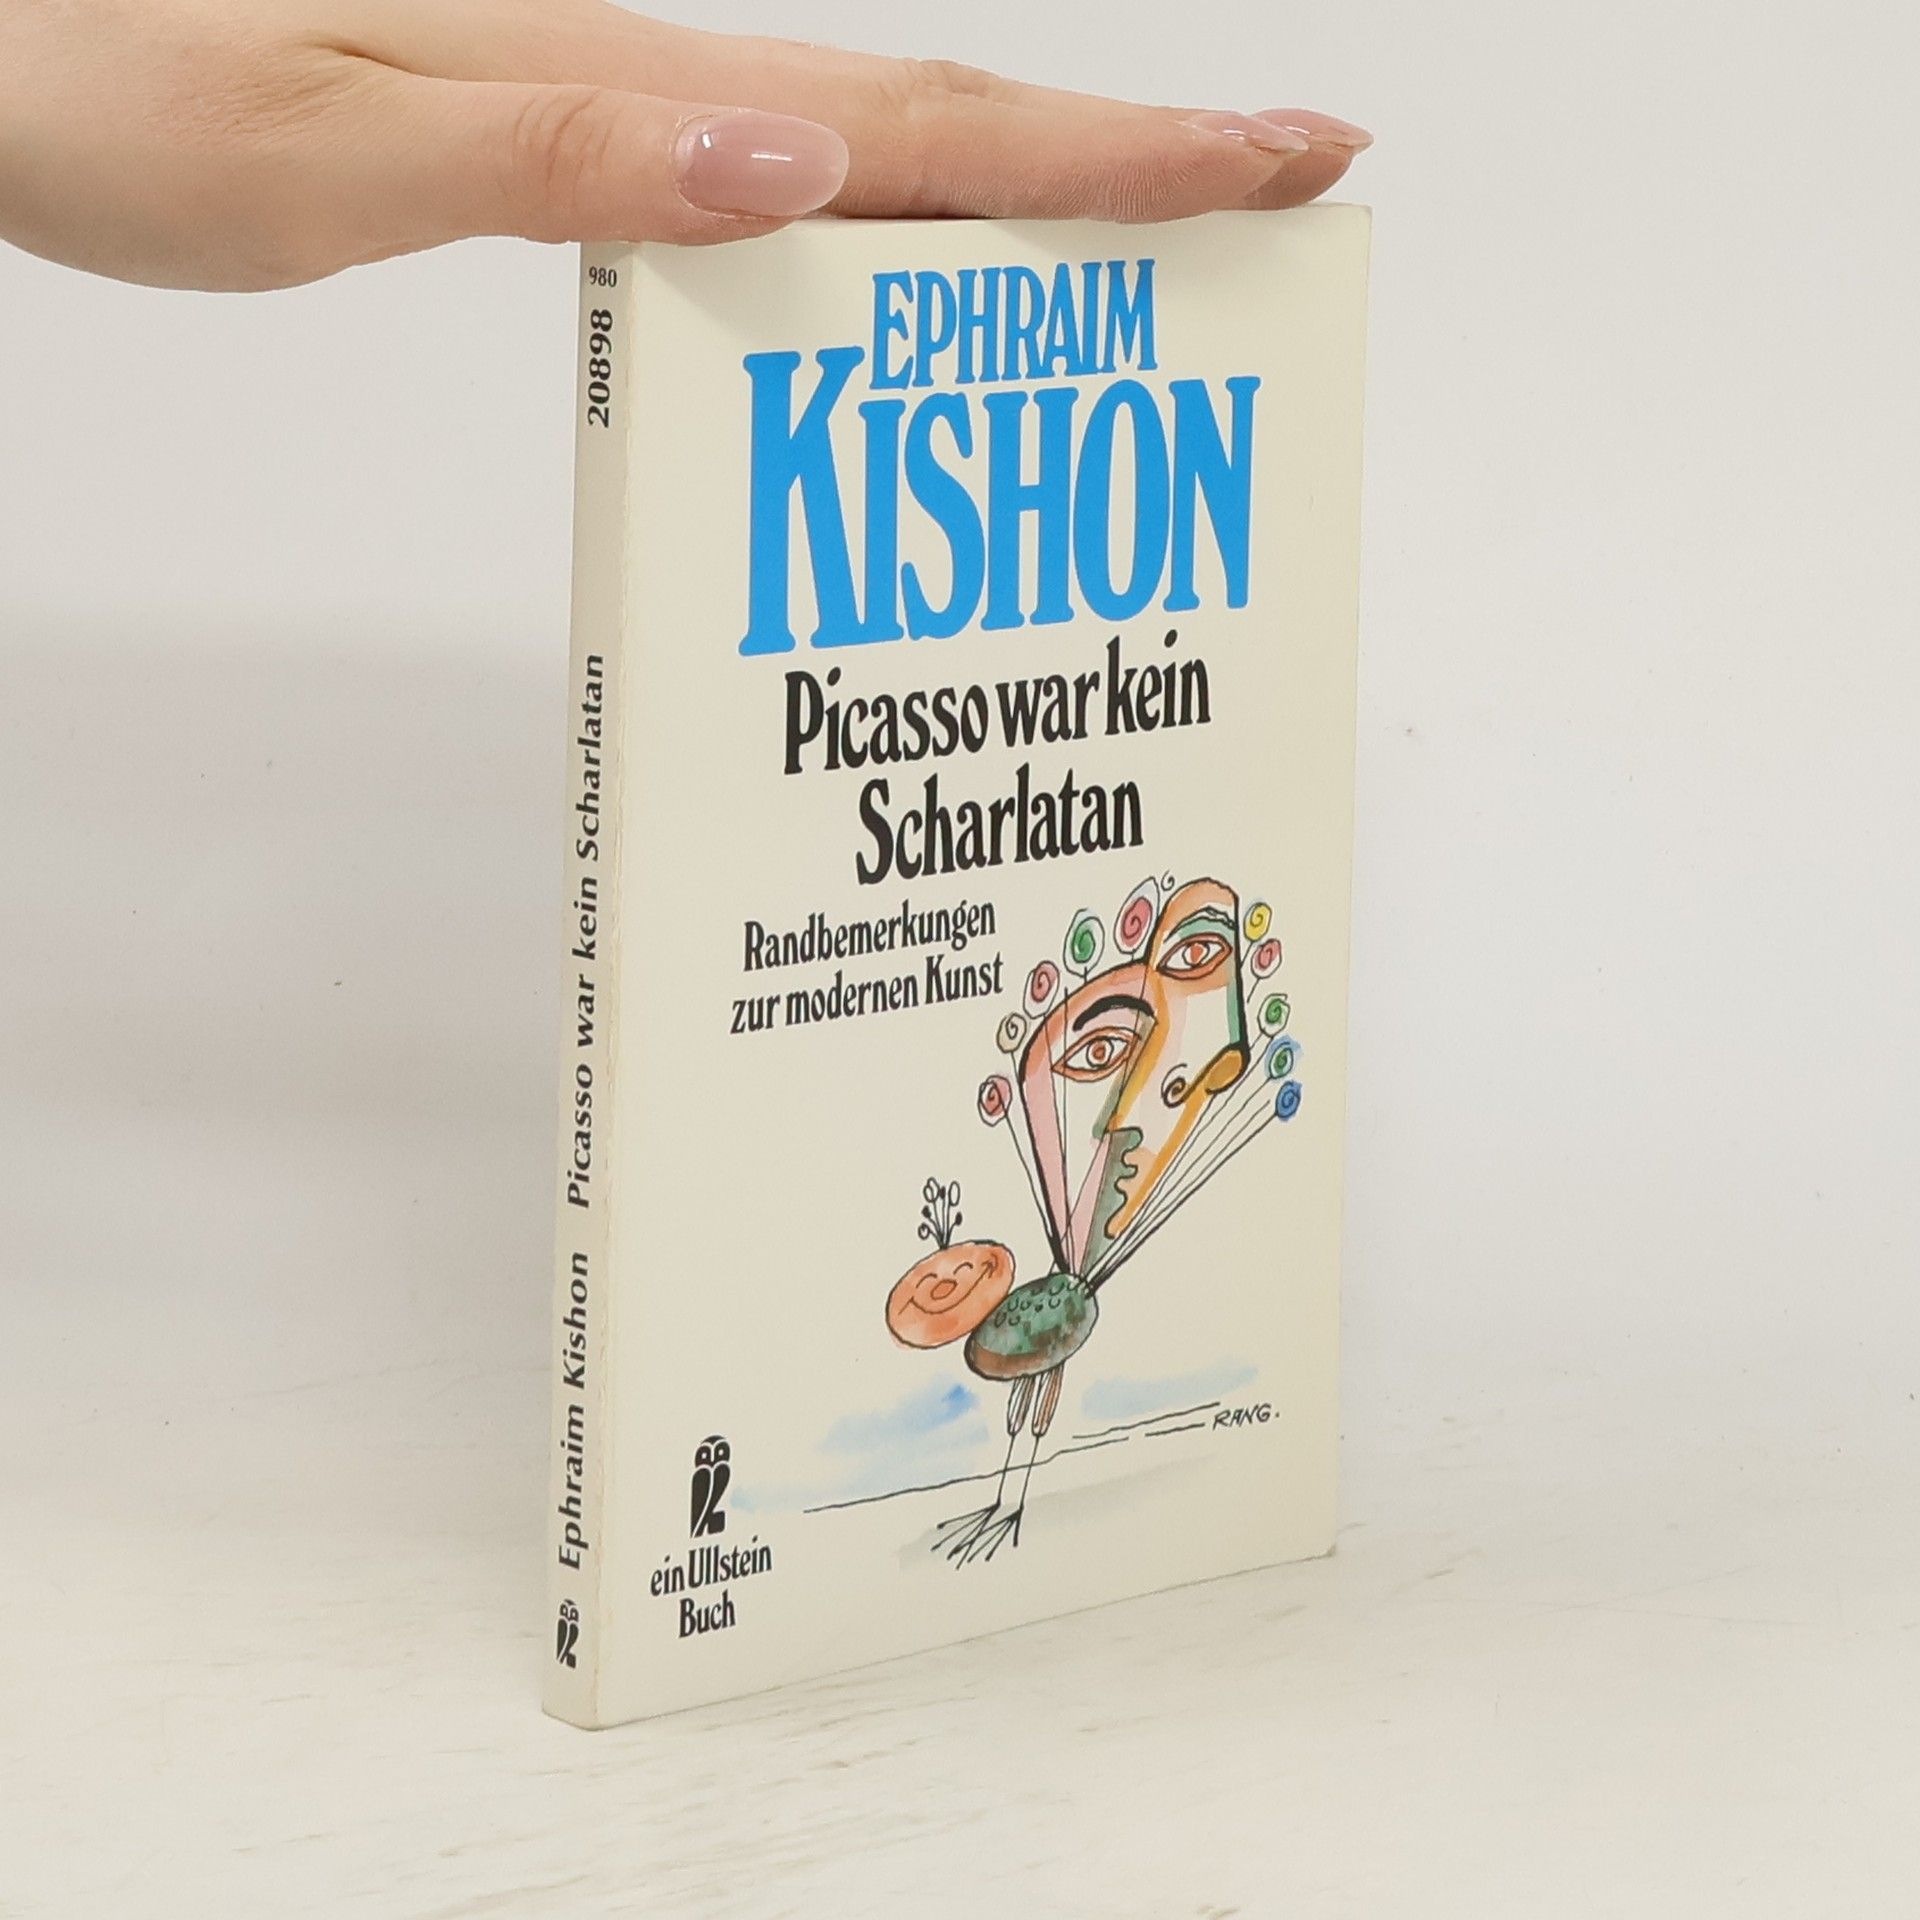 EPHRAIM
KISHON
Picasso war kein
Scharlatan
Randbemerkungen
zur modernen Kunst
RANG.
ein Ullstein
Buch
980
20898
Ephraim Kishon Picasso war kein Scharlatan